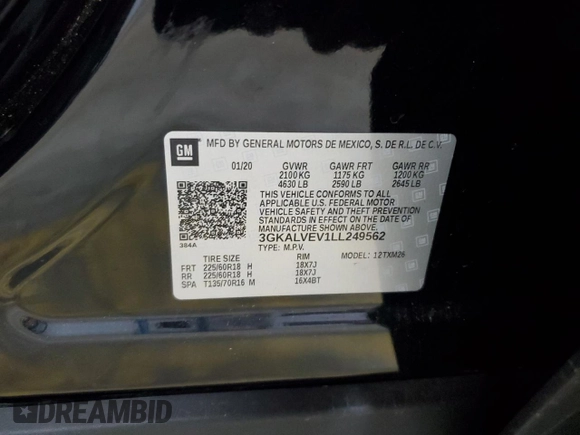 GM
MFD BY GENERAL MOTORS DE MEXICO, S. DE R.L. DE C.V.
01/20 GVWR GAWR FRT GAWR RR
2100 KG 1175 KG 1200 KG
4630 LB 2590 LB 2645 LB
THIS VEHICLE CONFORMS TO ALL
APPLICABLE U.S. FEDERAL MOTOR
VEHICLE SAFETY AND THEFT PREVENTION
STANDARDS IN EFFECT ON THE DATE OF
MANUFACTURE SHOWN ABOVE.
384A
3GKALVEV1LL249562
TYPE: M.P.V. MODEL: 12TXM26
TIRE SIZE RIM
FRT 225/60R18 H 18X7J
RR 225/60R18 H 18X7J
SPA T135/70R16 M 16X4BT
DREAMBID